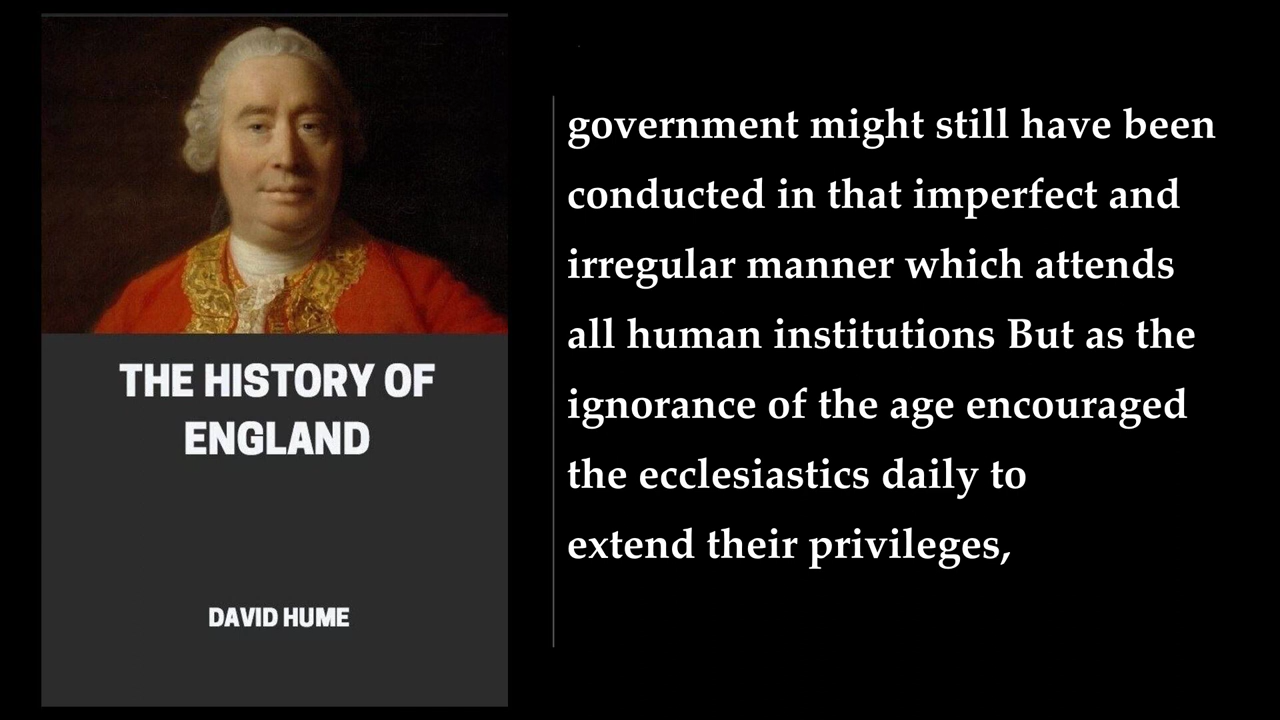 THE HISTORY OF
ENGLAND
DAVID HUME
government might still have been
conducted in that imperfect and
irregular manner which attends
all human institutions But as the
ignorance of the age encouraged
the ecclesiastics daily to
extend their privileges,